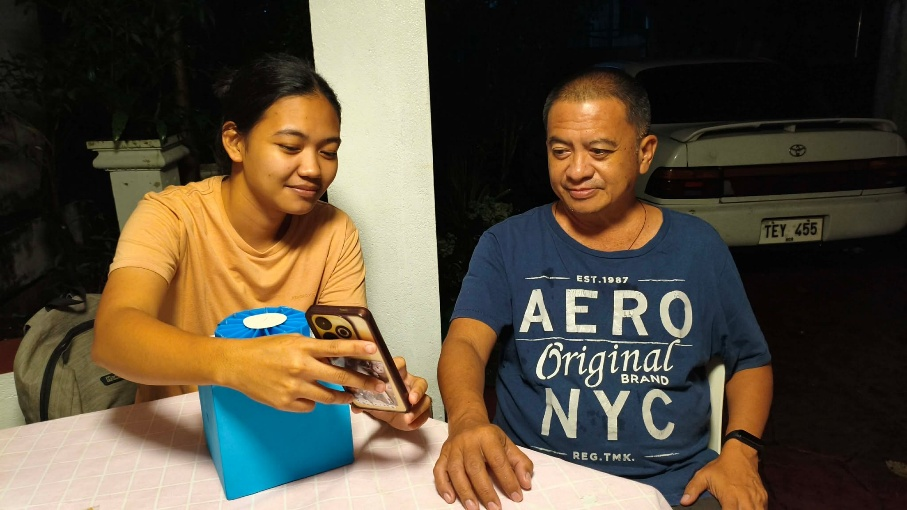 EST. 1987
AERO
Original
BRAND
NYC
REG. TMK.
TEY 455